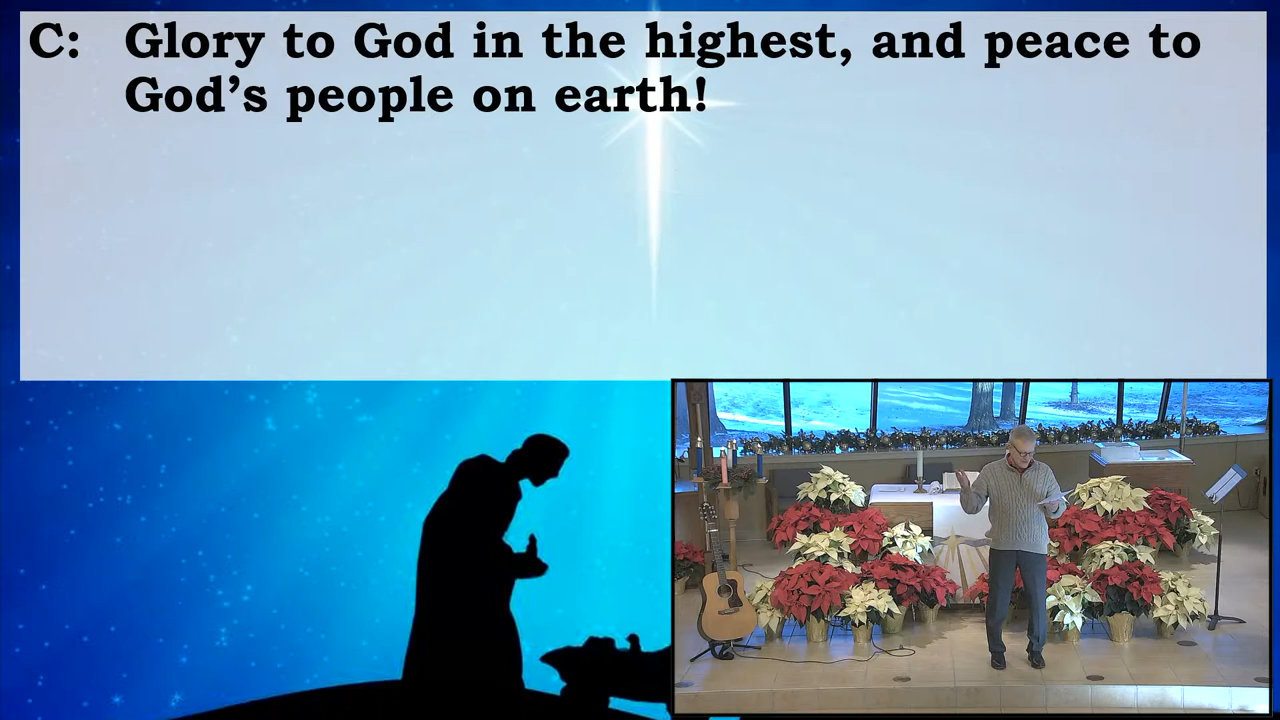 C: Glory to God in the highest, and peace to
God’s people on earth!